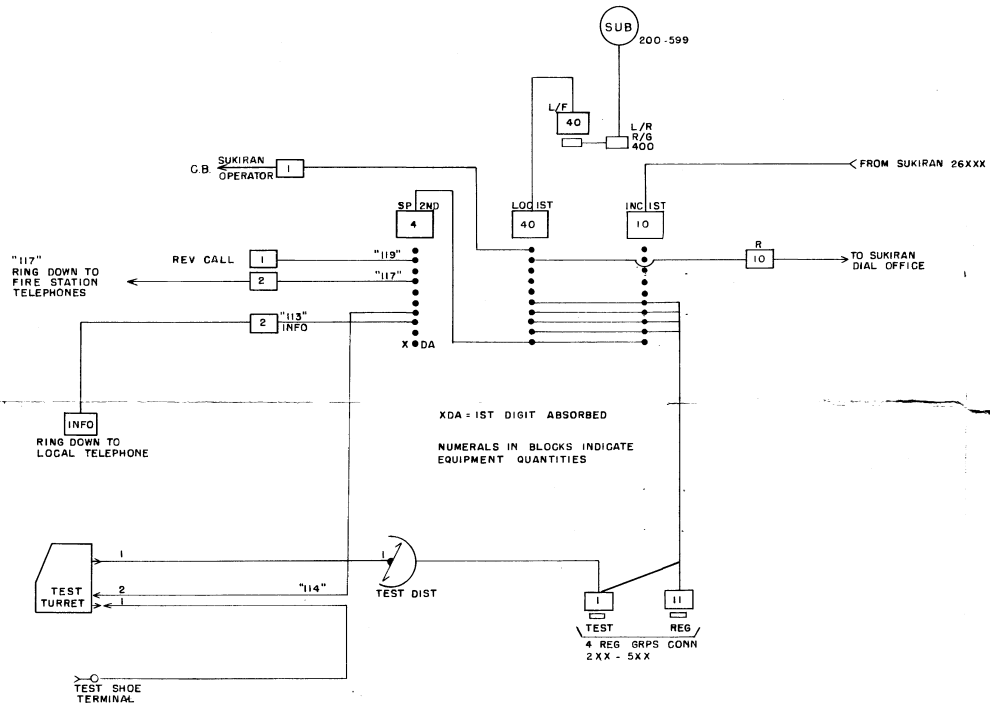 SUB
200-599
L/F
40
L/R
R/G
400
C.B. SUKIRAN
OPERATOR
1
FROM SUKIRAN 26XXX
SP 2ND
4
LOC 1ST
40
INC 1ST
10
"117"
RING DOWN TO
FIRE STATION
TELEPHONES
REV CALL
1
"119"
2
"117"
R
10
TO SUKIRAN
DIAL OFFICE
2
"113"
INFO
X DA
INFO
RING DOWN TO
LOCAL TELEPHONE
XDA = 1ST DIGIT ABSORBED
NUMERALS IN BLOCKS INDICATE
EQUIPMENT QUANTITIES
TEST
TURRET
1
2
1
"114"
1
TEST DIST
1
TEST
11
REG
4 REG GRPS CONN
2XX - 5XX
TEST SHOE
TERMINAL